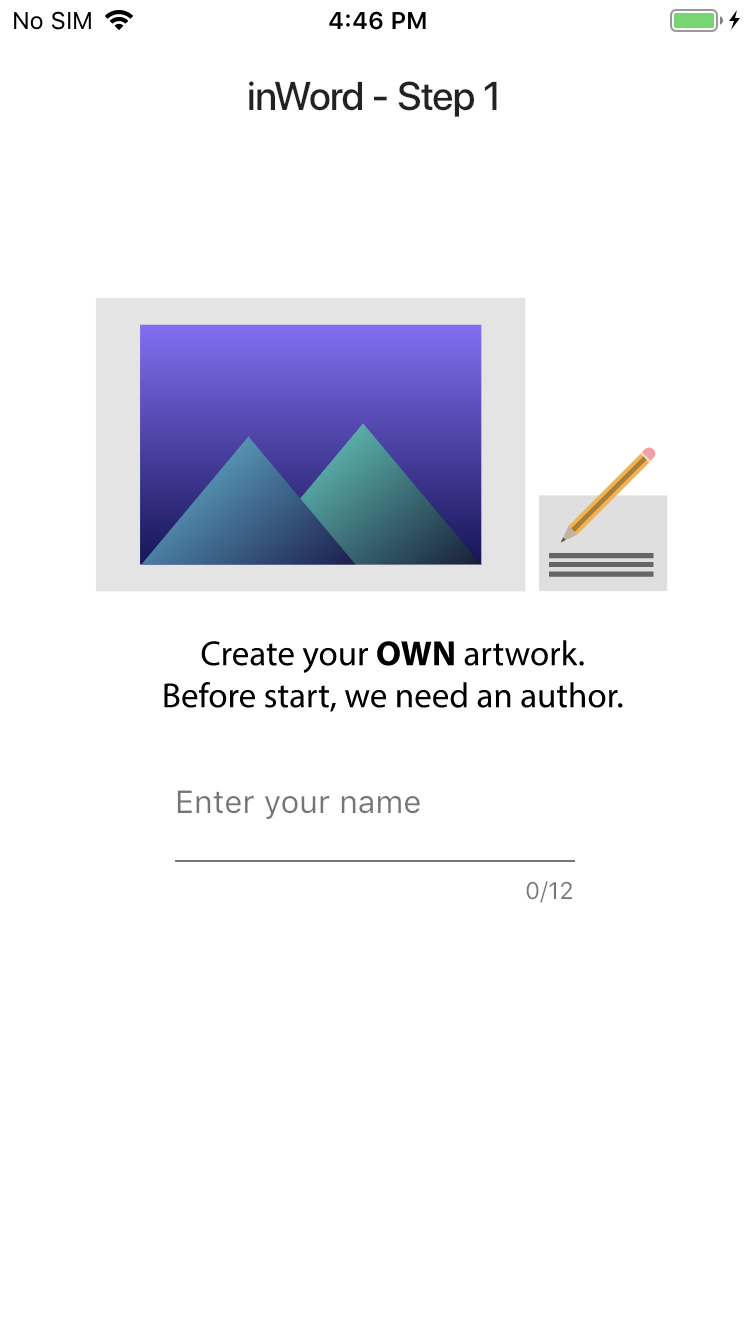 No SIM 4:46 PM
inWord - Step 1
Create your OWN artwork.
Before start, we need an author.
Enter your name
0/12